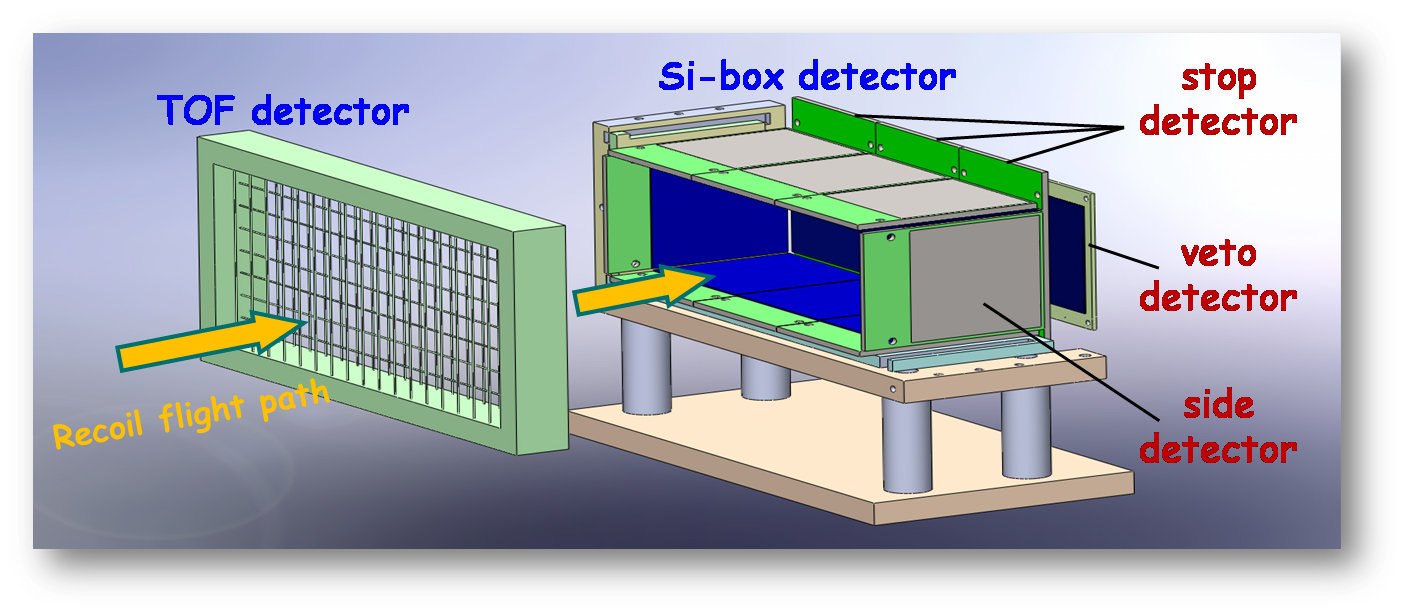 TOF detector
Si-box detector
stop
detector
veto
detector
side
detector
Recoil flight path